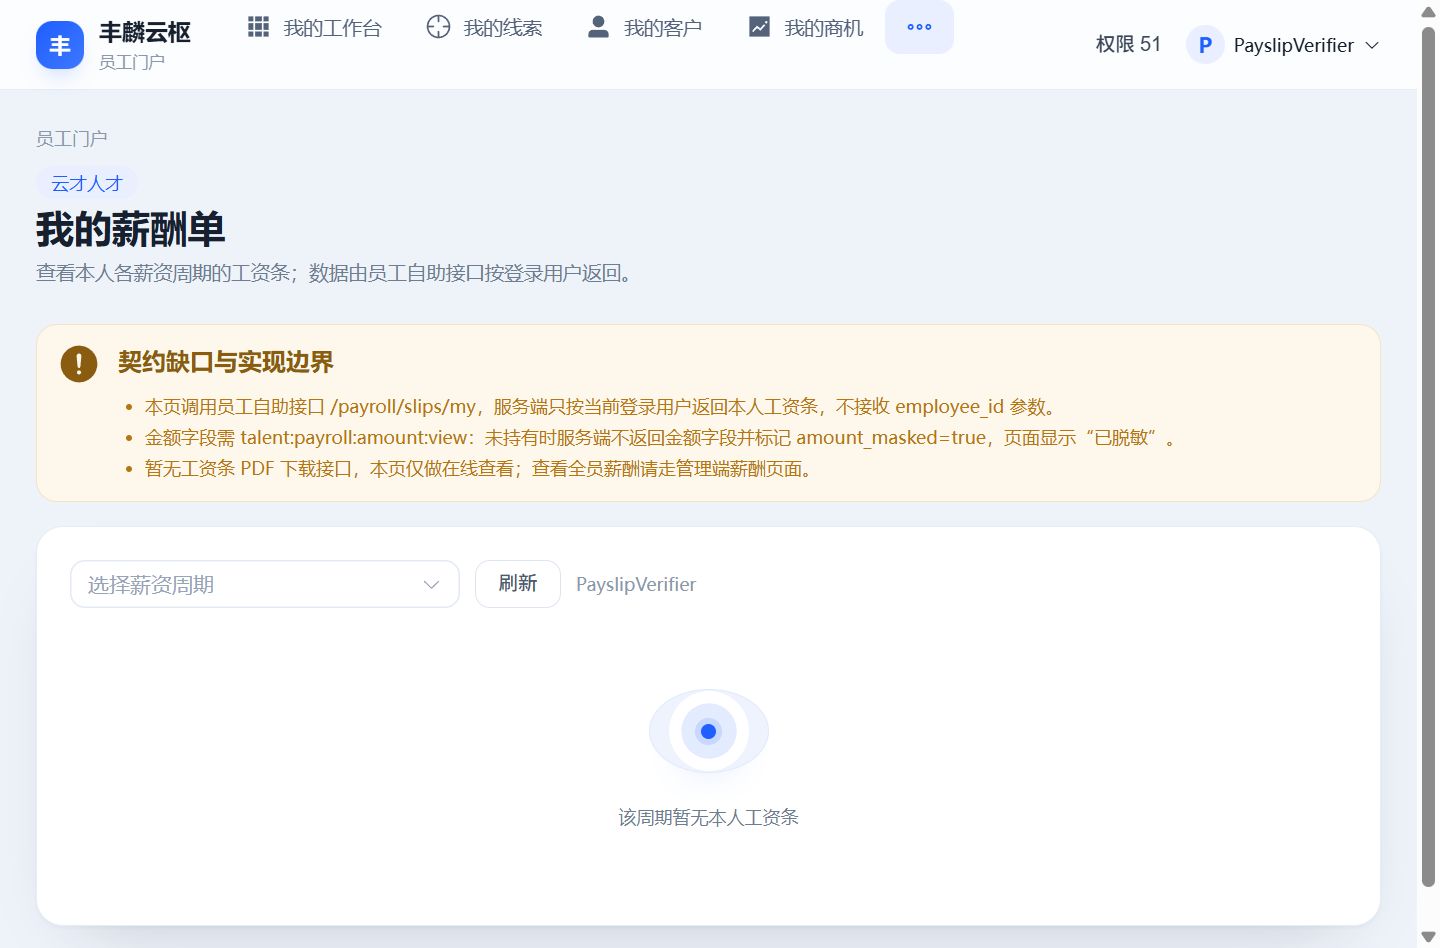 丰
丰麟云枢
员工门户
我的工作台
我的线索
我的客户
我的商机
权限 51
P
PayslipVerifier
员工门户
云才人才
我的薪酬单
查看本人各薪资周期的工资条；数据由员工自助接口按登录用户返回。
契约缺口与实现边界
本页调用员工自助接口 /payroll/slips/my，服务端只按当前登录用户返回本人工资条，不接收 employee_id 参数。
金额字段需 talent:payroll:amount:view：未持有时服务端不返回金额字段并标记 amount_masked=true，页面显示“已脱敏”。
暂无工资条 PDF 下载接口，本页仅做在线查看；查看全员薪酬请走管理端薪酬页面。
选择薪资周期
刷新
PayslipVerifier
该周期暂无本人工资条